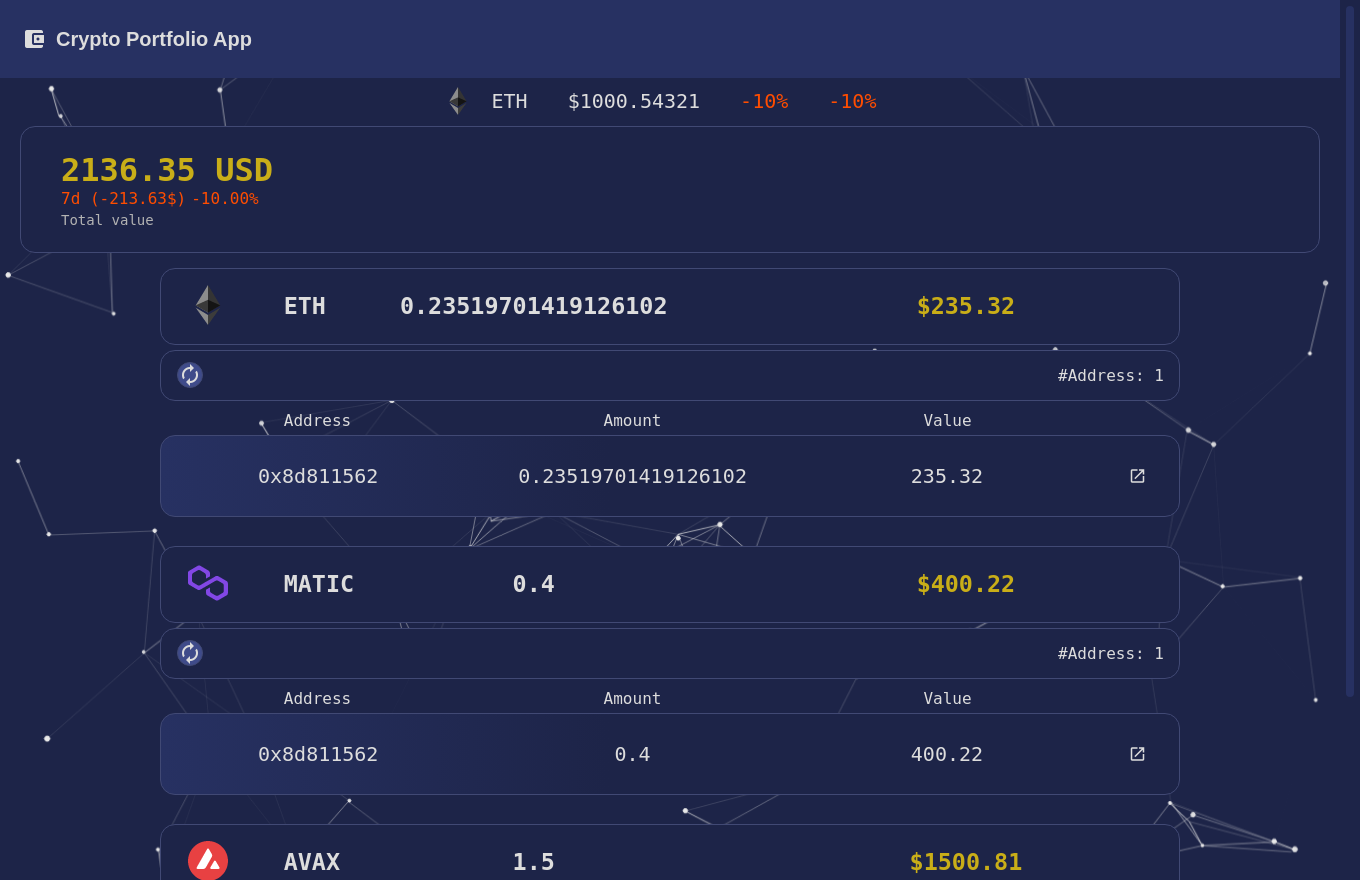 Crypto Portfolio App
ETH $1000.54321 -10% -10%
2136.35 USD
7d (-213.63$) -10.00%
Total value
ETH 0.23519701419126102 $235.32
#Address: 1
Address Amount Value
0x8d811562 0.23519701419126102 235.32
MATIC 0.4 $400.22
#Address: 1
Address Amount Value
0x8d811562 0.4 400.22
AVAX 1.5 $1500.81